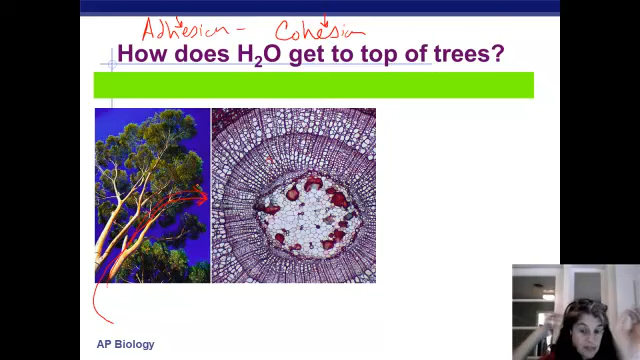 Adhesion - Cohesion
How does H₂O get to top of trees?
AP Biology